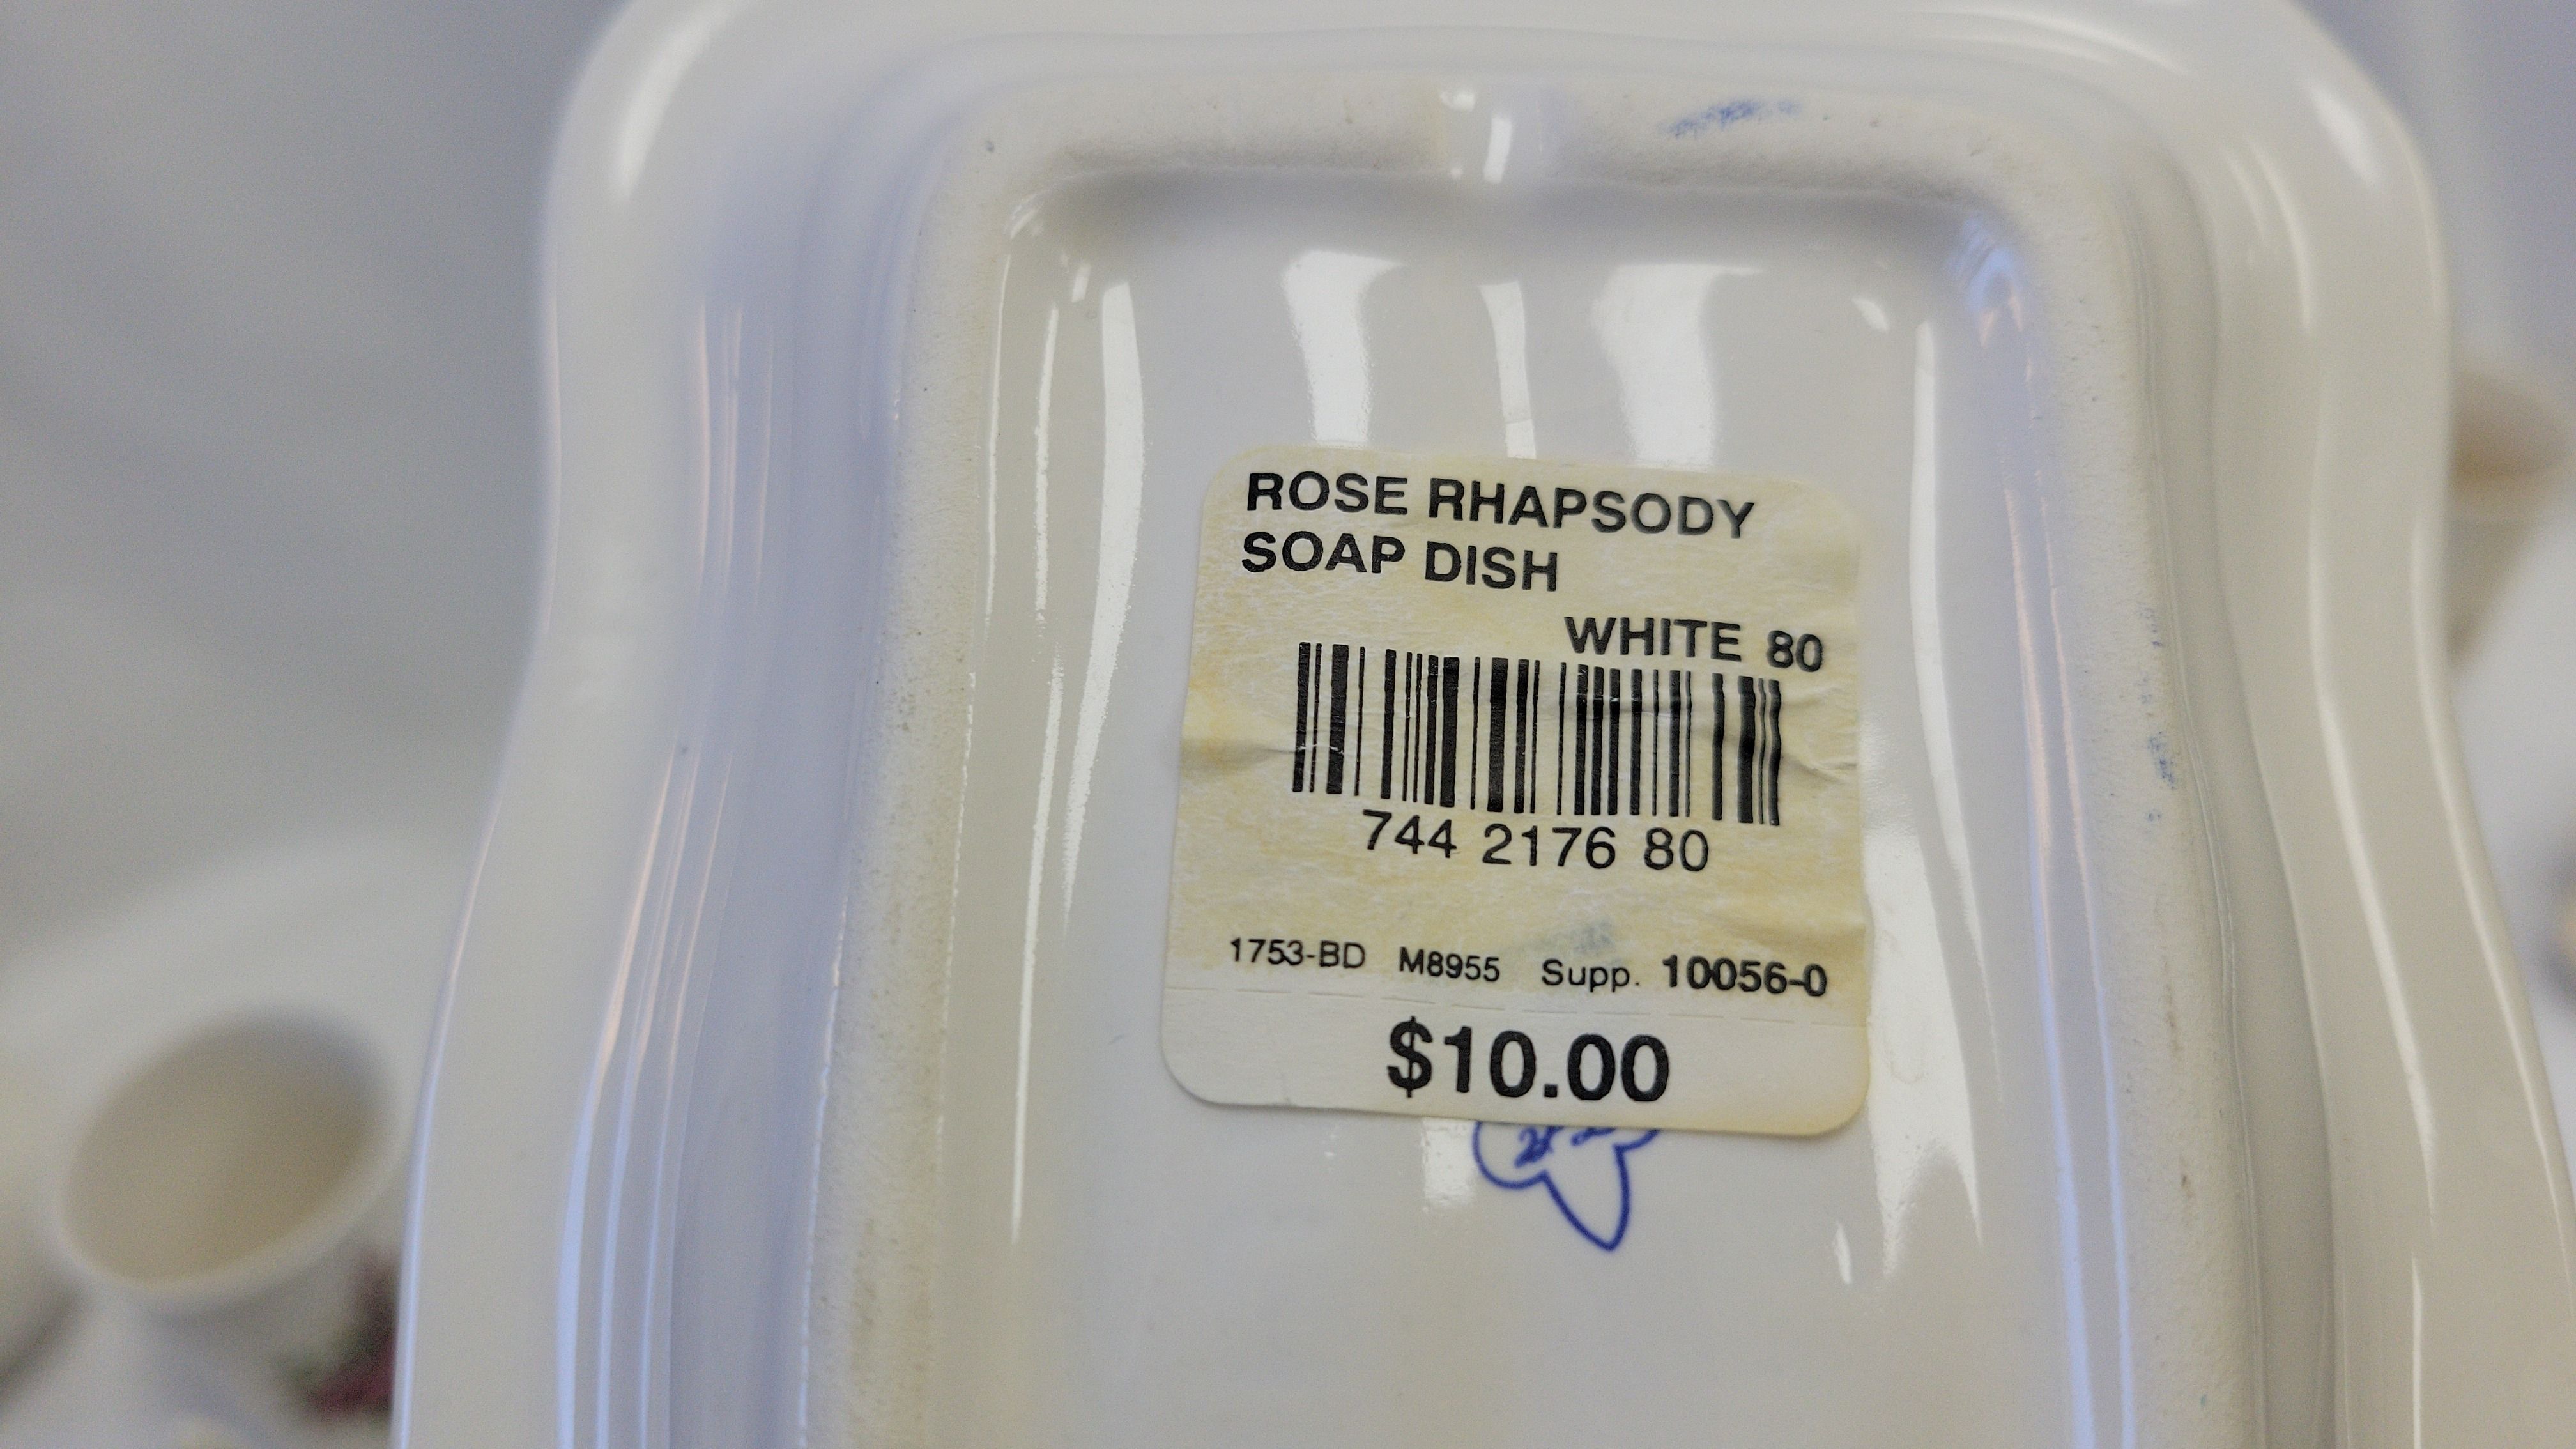 ROSE RHAPSODY
SOAP DISH
WHITE 80
744 2176 80
1753-BD M8955 Supp. 10056-0
$10.00